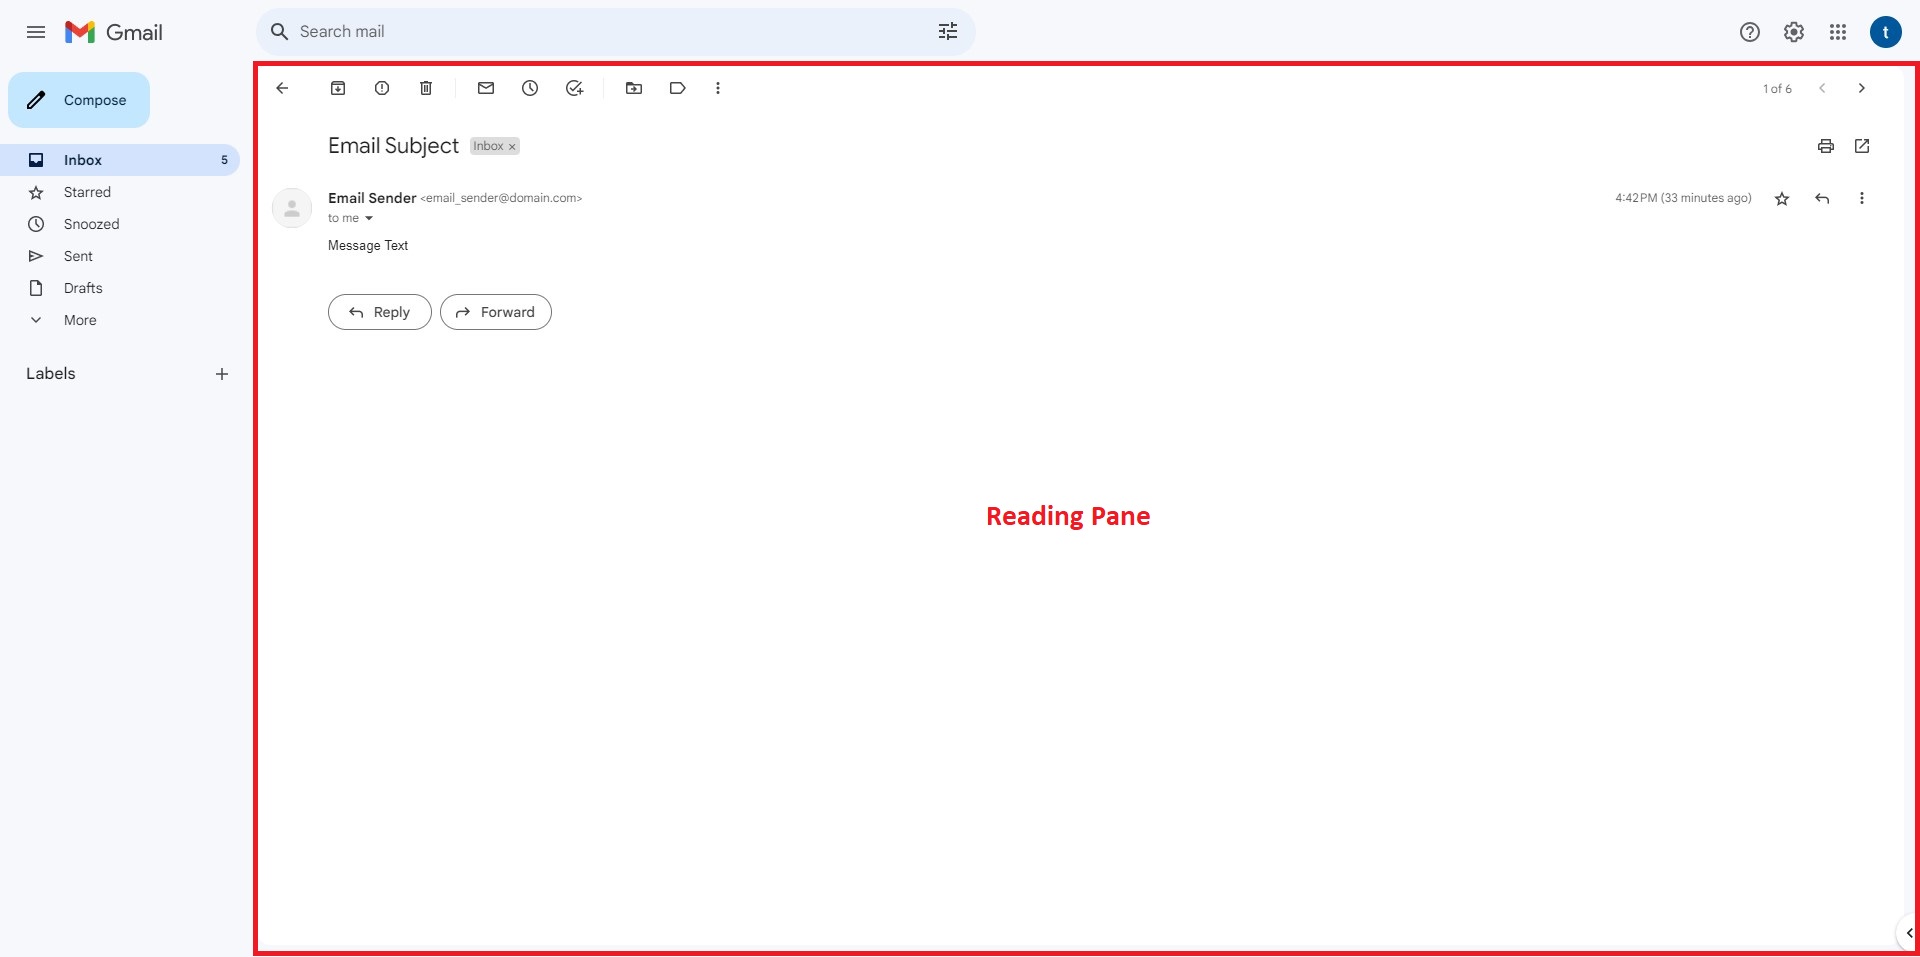 Gmail
Search mail
t
Compose
Inbox 5
Starred
Snoozed
Sent
Drafts
More
Labels
1 of 6
Email Subject Inbox ×
Email Sender <email_sender@domain.com> 4:42 PM (33 minutes ago)
to me
Message Text
Reply Forward
Reading Pane